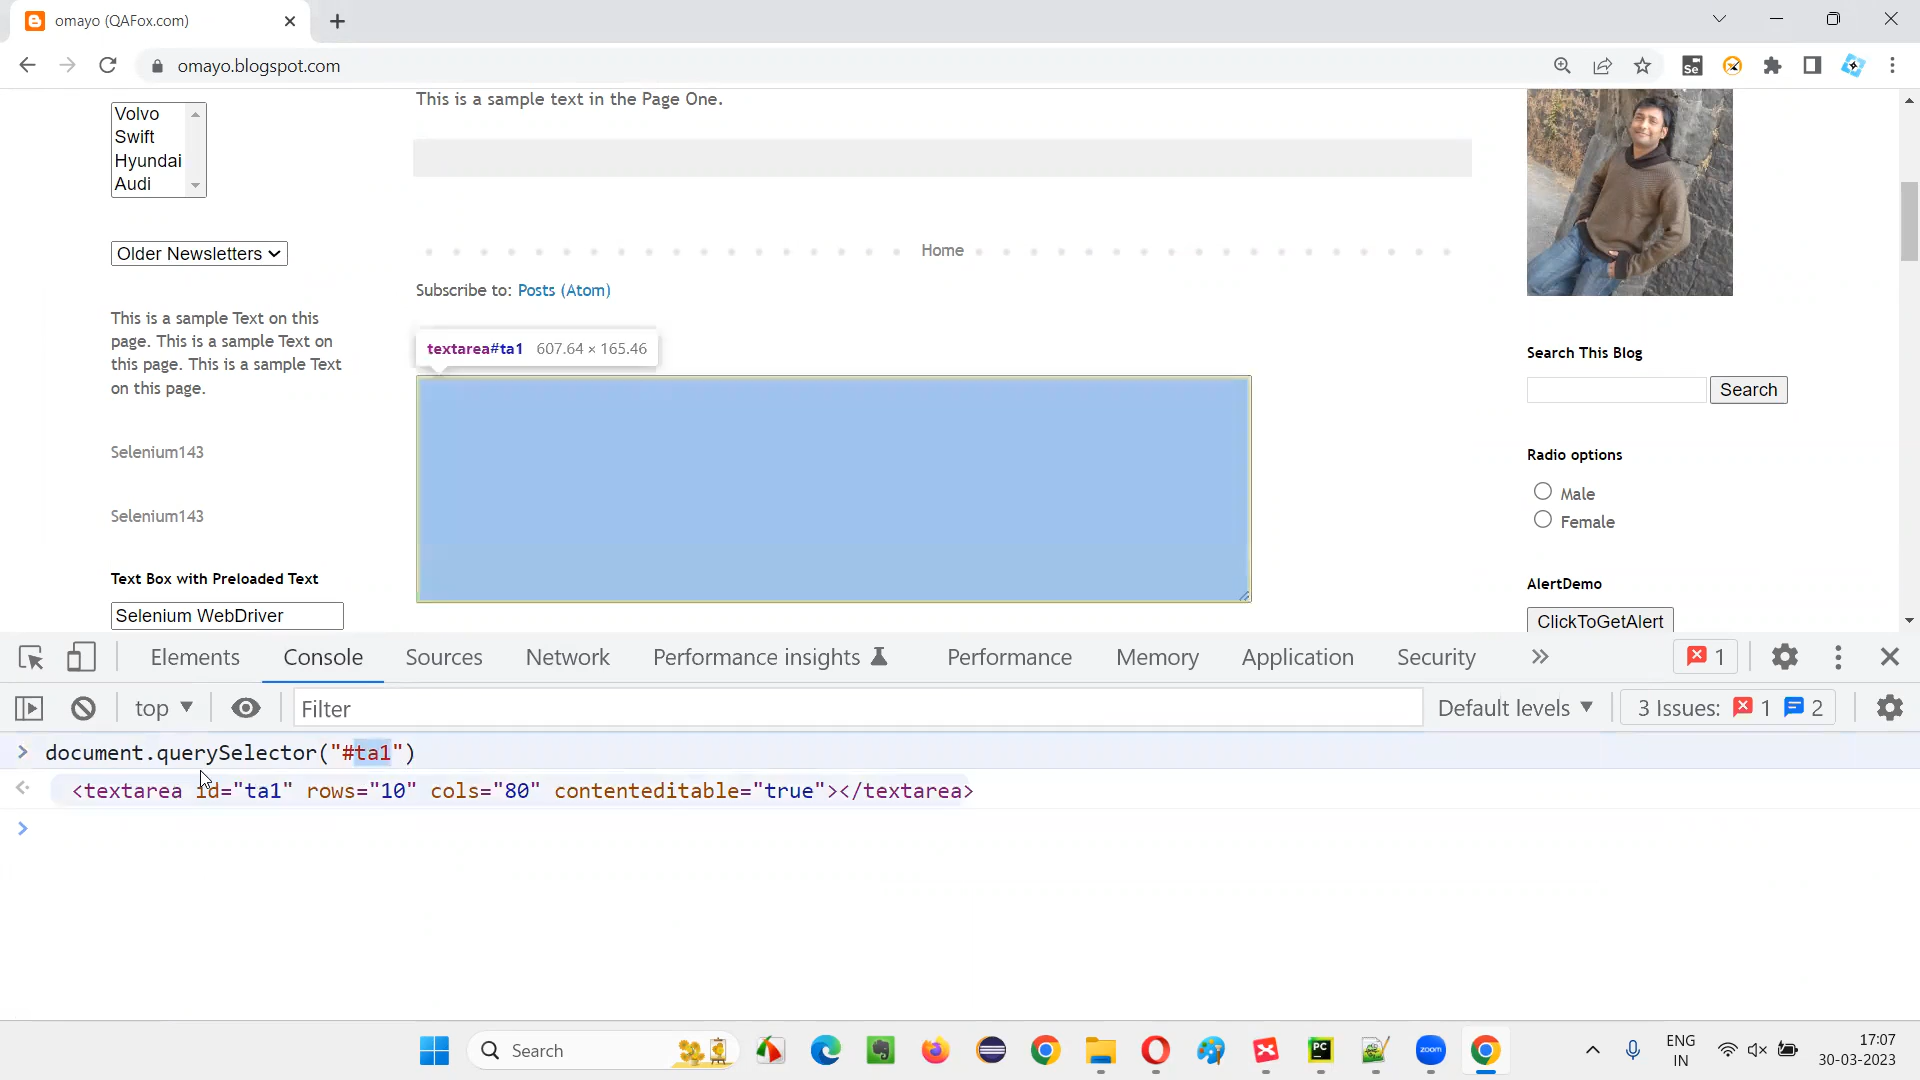 omayo (QAFox.com)
omayo.blogspot.com
Se
Volvo
Swift
Hyundai
Audi
Older Newsletters
This is a sample Text on this
page. This is a sample Text on
this page. This is a sample Text
on this page.
Selenium143
Selenium143
Text Box with Preloaded Text
Selenium WebDriver
This is a sample text in the Page One.
Home
Subscribe to: Posts (Atom)
textarea#ta1 607.64 × 165.46
Search This Blog
Search
Radio options
Male
Female
AlertDemo
ClickToGetAlert
Elements Console Sources Network Performance insights Performance Memory Application Security » 1
top Filter Default levels 3 Issues: 1 2
document.querySelector("#ta1")
<textarea id="ta1" rows="10" cols="80" contenteditable="true"></textarea>
Search
PC
zoom
ENG
IN
17:07
30-03-2023